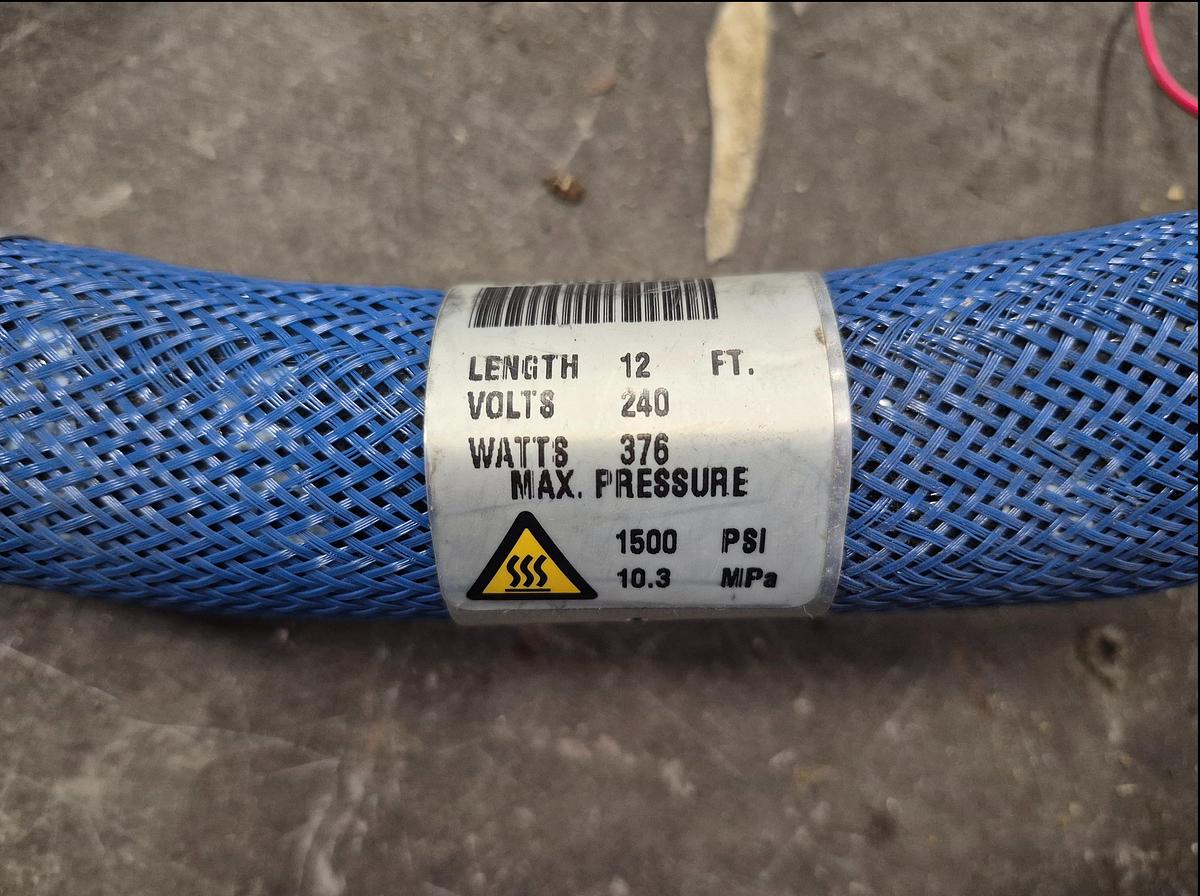 LENGTH 12 FT.
VOLTS 240
WATTS 376
MAX. PRESSURE
1500 PSI
10.3 MPa